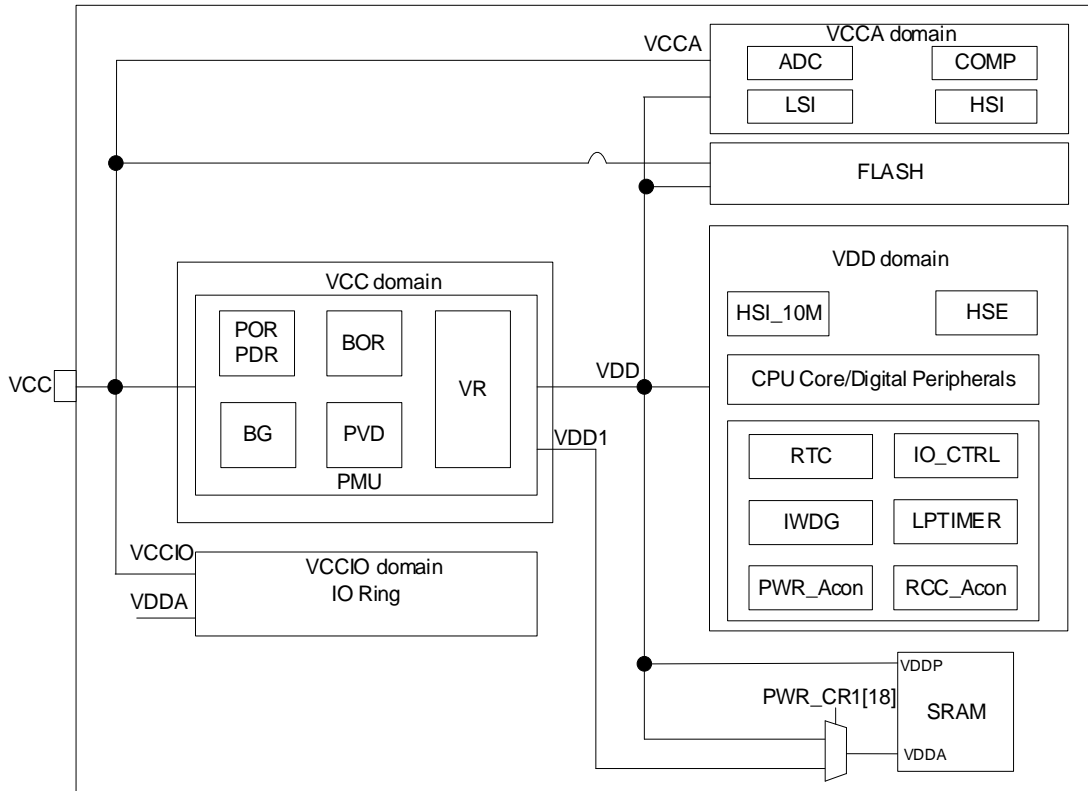 VCCA
VCCA domain
ADC
COMP
LSI
HSI
FLASH
VCC domain
POR
PDR
BOR
VR
BG
PVD
PMU
VCC
VDD
VDD1
VDD domain
HSI_10M
HSE
CPU Core/Digital Peripherals
RTC
IO_CTRL
IWDG
LPTIMER
PWR_Acon
RCC_Acon
VCCIO
VDDA
VCCIO domain
IO Ring
PWR_CR1[18]
VDDP
SRAM
VDDA